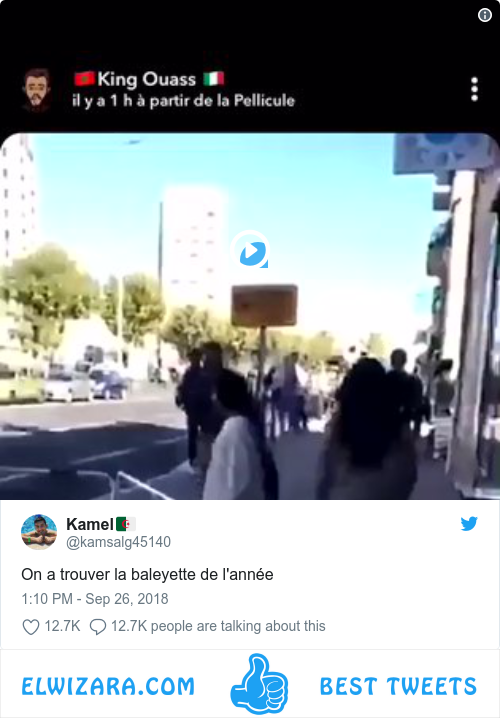 King Ouass
il y a 1 h à partir de la Pellicule
Kamel
@kamsalg45140
On a trouver la baleyette de l'année
1:10 PM - Sep 26, 2018
12.7K 12.7K people are talking about this
ELWIZARA.COM BEST TWEETS